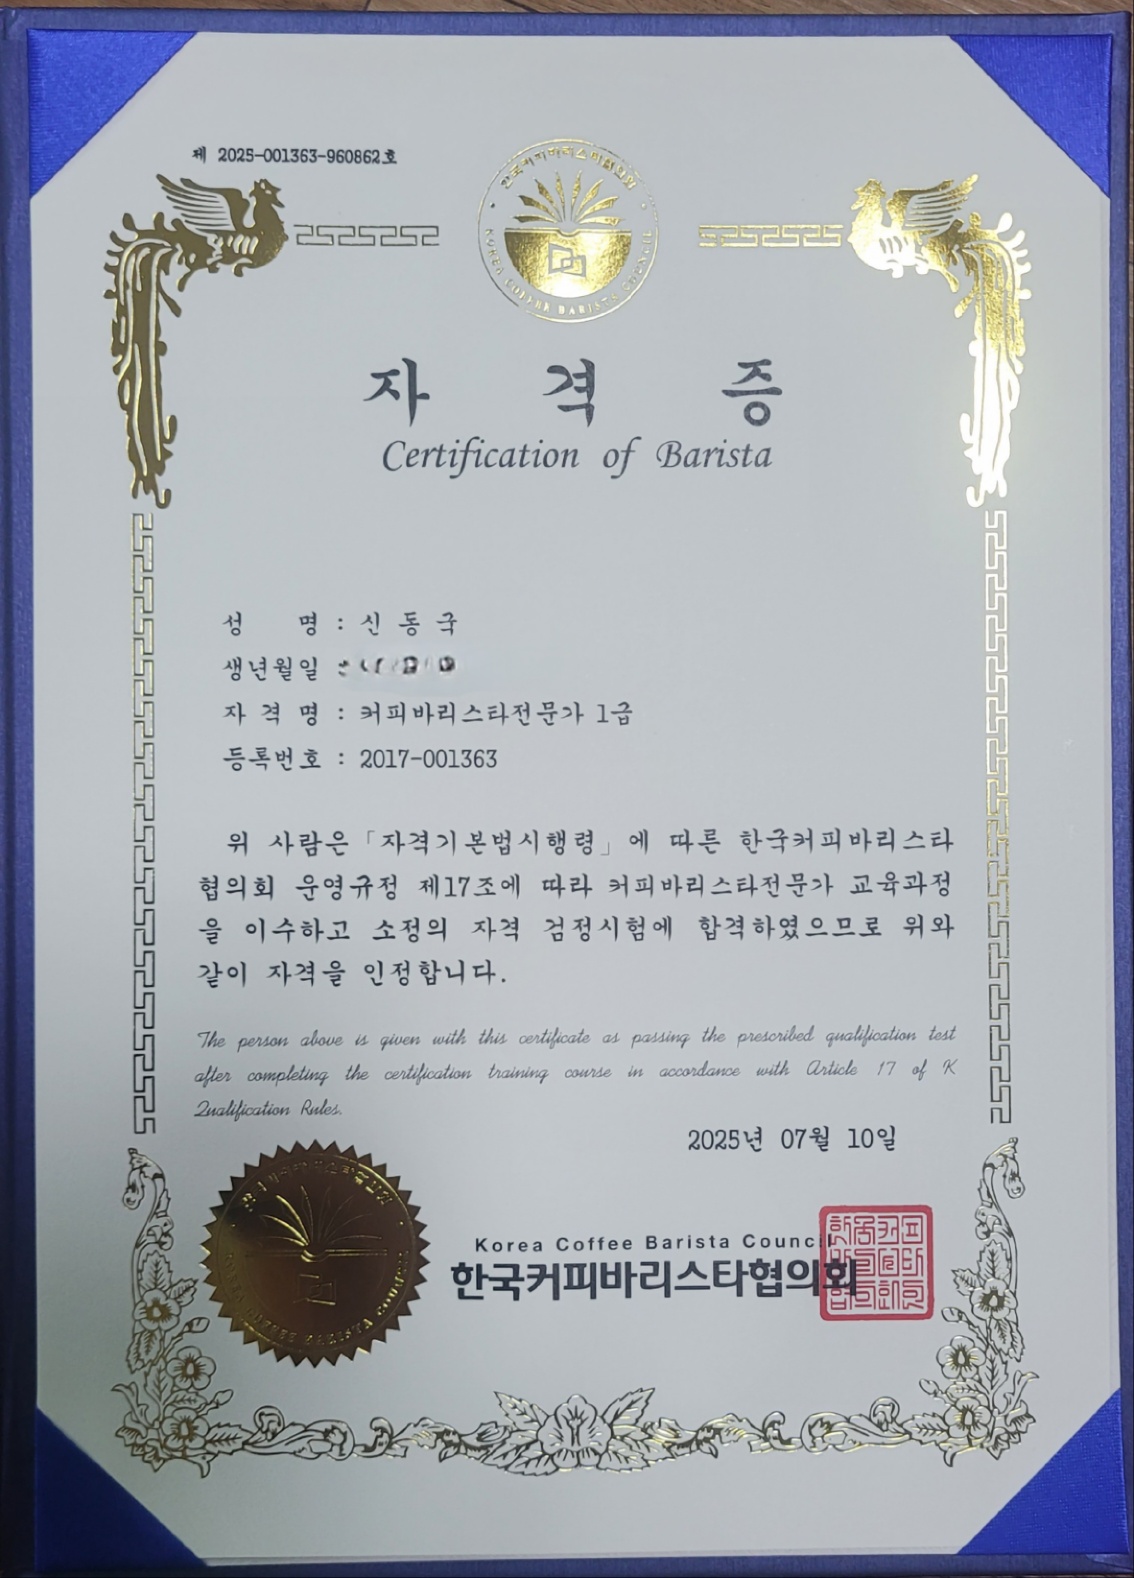 제 2025-001363-960862호
KOREA COFFEE BARISTA COUNCIL
자 격 증
Certification of Barista
성 명 : 신 동 국
생년월일 :
자 격 명 : 커피바리스타전문가 1급
등록번호 : 2017-001363
위 사람은 「자격기본법시행령」에 따른 한국커피바리스타
협의회 운영규정 제17조에 따라 커피바리스타전문가 교육과정
을 이수하고 소정의 자격 검정시험에 합격하였으므로 위와
같이 자격을 인정합니다.
The person above is given with this certificate as passing the prescribed qualification test
after completing the certification training course in accordance with Article 17 of K
Qualification Rules.
2025년 07월 10일
KOREA COFFEE BARISTA COUNCIL
Korea Coffee Barista Council
한국커피바리스타협의회